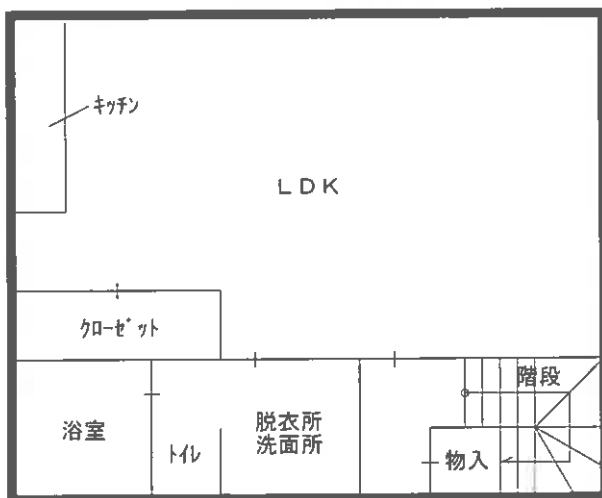 キッチン
LDK
クローゼット
階段
浴室
トイレ
脱衣所
洗面所
物入